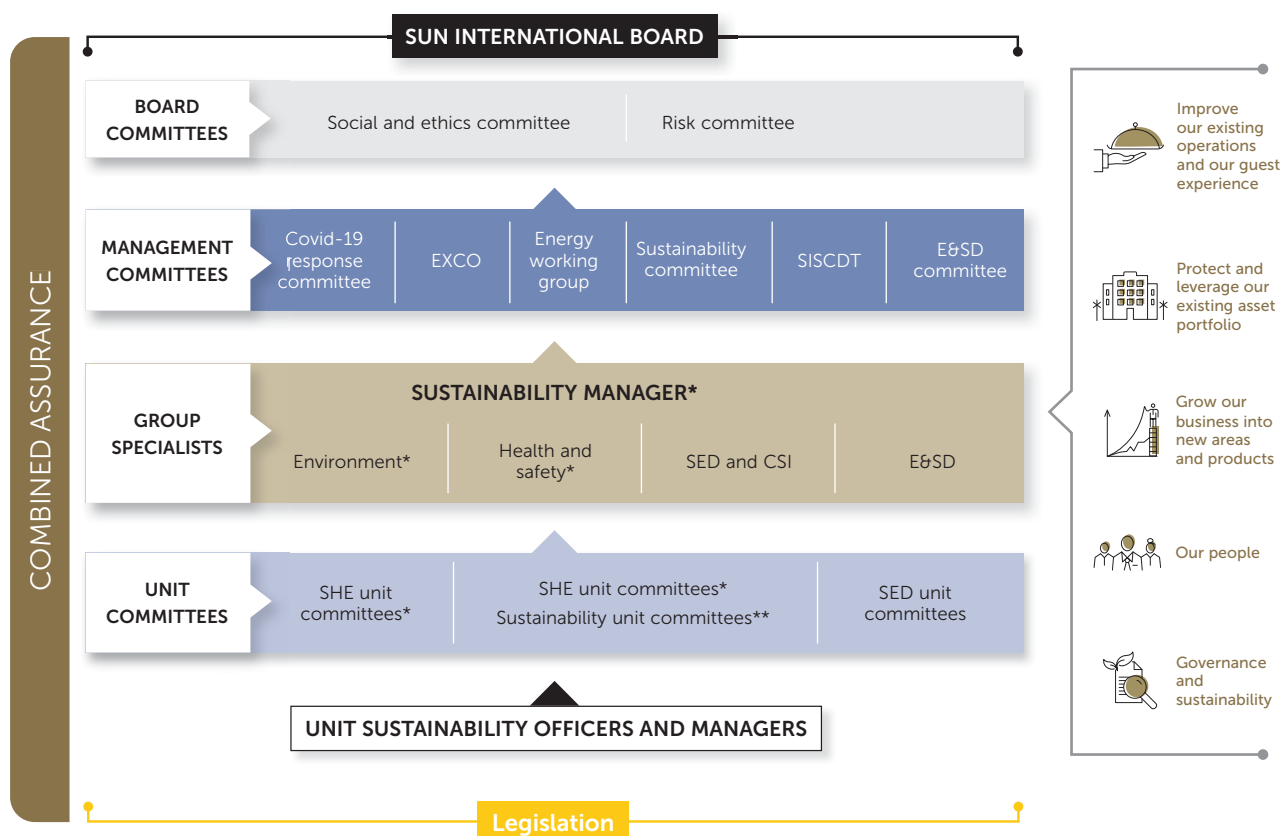 SUN INTERNATIONAL BOARD
COMBINED ASSURANCE
BOARD
COMMITTEES
Social and ethics committee
Risk committee
MANAGEMENT
COMMITTEES
Covid-19
response
committee
EXCO
Energy
working
group
Sustainability
committee
SISCDT
E&SD
committee
GROUP
SPECIALISTS
SUSTAINABILITY MANAGER*
Environment*
Health and
safety*
SED and CSI
E&SD
UNIT
COMMITTEES
SHE unit
committees*
SHE unit committees*
Sustainability unit committees**
SED unit
committees
UNIT SUSTAINABILITY OFFICERS AND MANAGERS
Legislation
Improve
our existing
operations
and our guest
experience
Protect and
leverage our
existing asset
portfolio
Grow our
business into
new areas
and products
Our people
Governance
and
sustainability